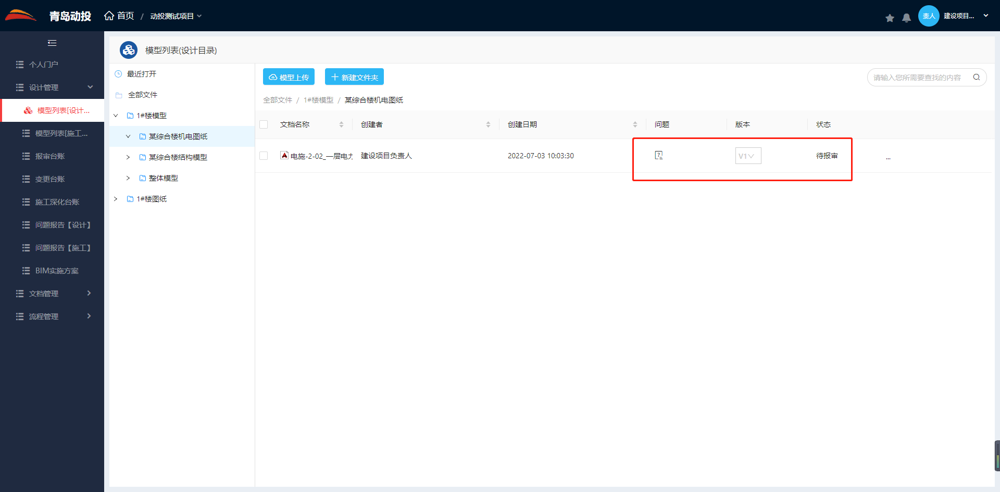 青岛动投 首页 / 动投测试项目
责人 建设项目...
个人门户
设计管理
模型列表[设计...
模型列表[施工...
报审台账
变更台账
施工深化台账
问题报告【设计】
问题报告【施工】
BIM实施方案
文档管理
流程管理
模型列表(设计目录)
最近打开
全部文件
1#楼模型
某综合楼机电图纸
某综合楼结构模型
整体模型
1#楼图纸
模型上传 新建文件夹
请输入您所需要查找的内容
全部文件 / 1#楼模型 / 某综合楼机电图纸
文档名称 创建者 创建日期 问题 版本 状态
电施-2-02_一层电力 建设项目负责人 2022-07-03 10:03:30 V1 待报审 ...